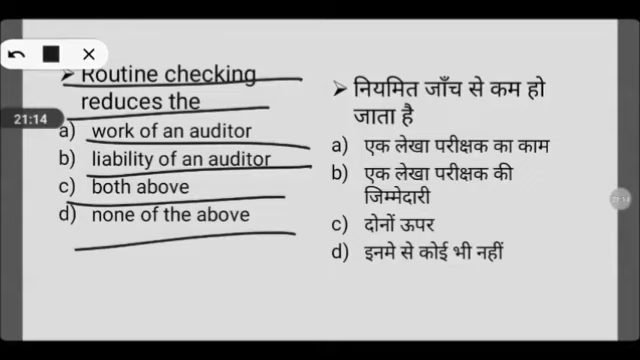 ➢ Routine checking
reduces the
21:14
a) work of an auditor
b) liability of an auditor
c) both above
d) none of the above
➢ नियमित जाँच से कम हो
जाता है
a) एक लेखा परीक्षक का काम
b) एक लेखा परीक्षक की
जिम्मेदारी
c) दोनों ऊपर
d) इनमे से कोई भी नहीं